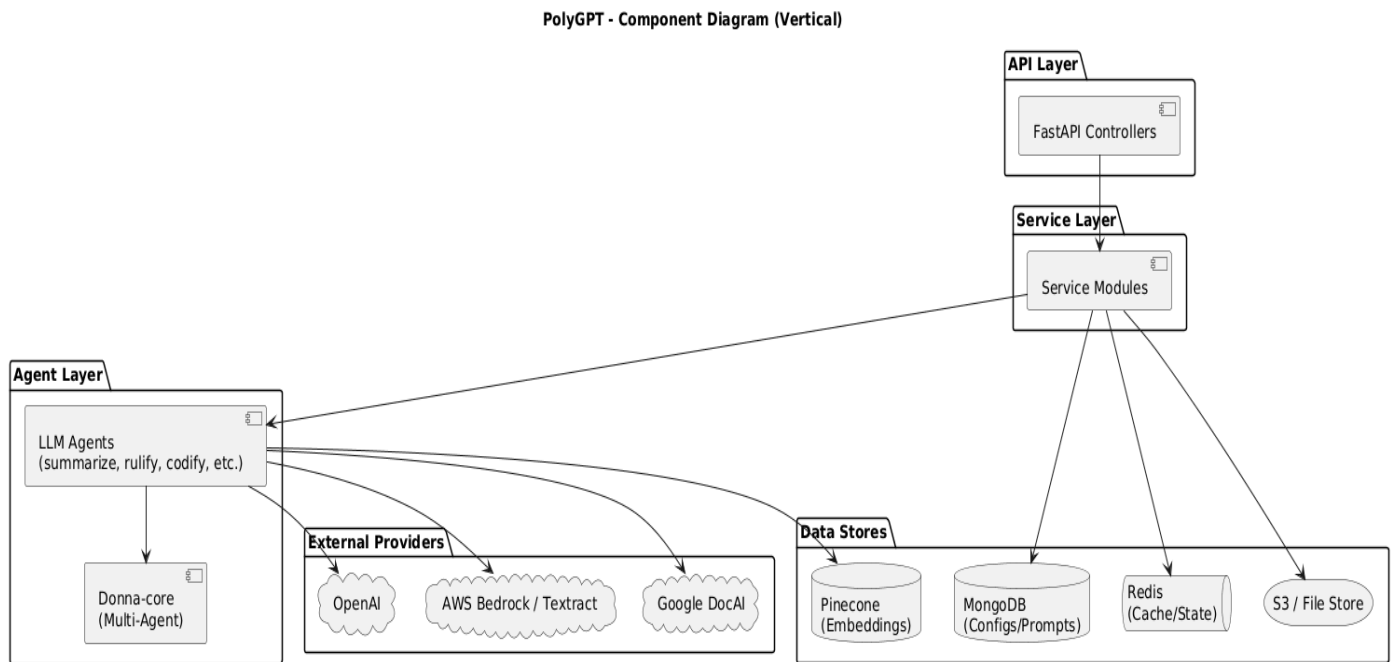 PolyGPT - Component Diagram (Vertical)
API Layer
FastAPI Controllers
Service Layer
Service Modules
Agent Layer
LLM Agents
(summarize, rulify, codify, etc.)
Donna-core
(Multi-Agent)
External Providers
OpenAI
AWS Bedrock / Textract
Google DocAI
Data Stores
Pinecone
(Embeddings)
MongoDB
(Configs/Prompts)
Redis
(Cache/State)
S3 / File Store